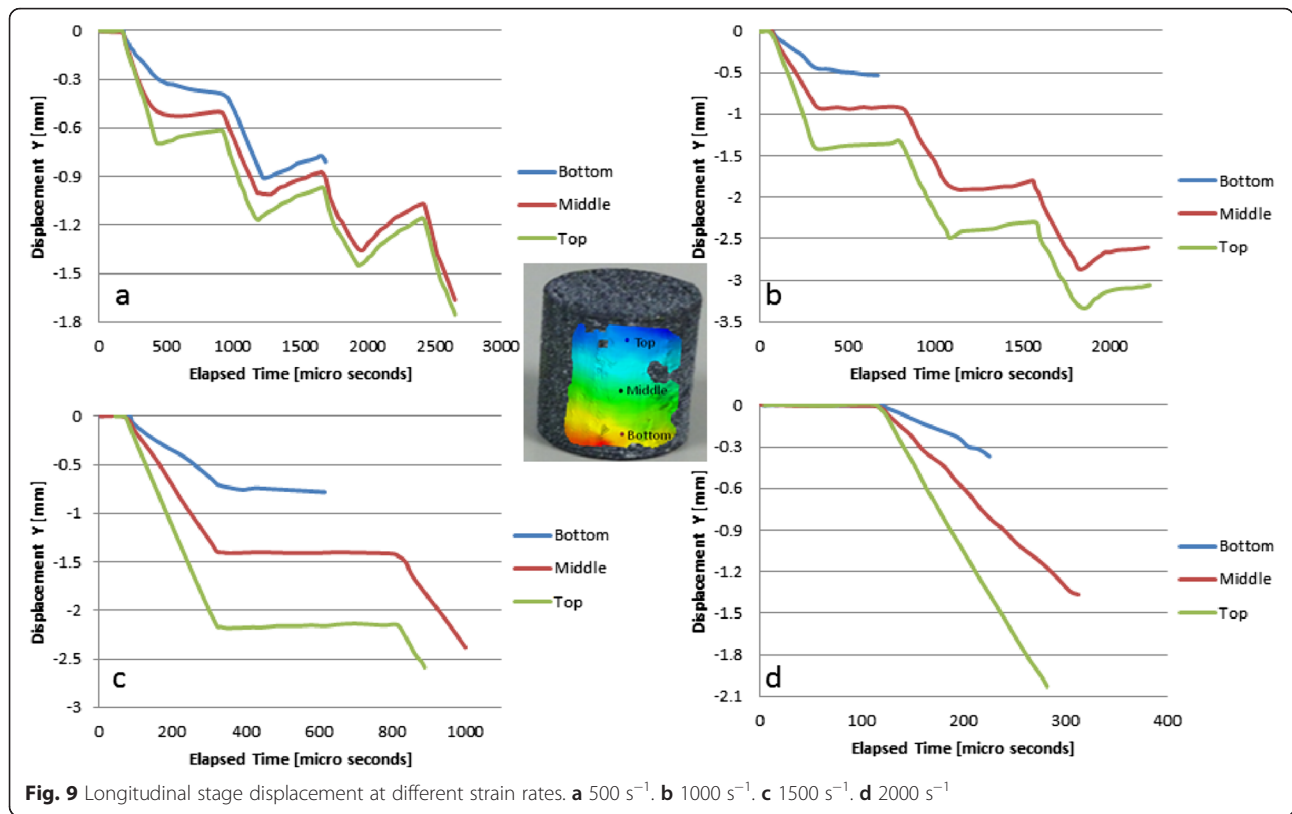 0
-0.3
-0.6
-0.9
-1.2
-1.5
-1.8
Displacement Y [mm]
0 500 1000 1500 2000 2500 3000
Elapsed Time [micro seconds]
a
Bottom
Middle
Top
0
-0.5
-1
-1.5
-2
-2.5
-3
-3.5
Displacement Y [mm]
0 500 1000 1500 2000
Elapsed Time [micro seconds]
b
Bottom
Middle
Top
Top
Middle
Bottom
0
-0.5
-1
-1.5
-2
-2.5
-3
Displacement Y [mm]
0 200 400 600 800 1000
Elapsed Time [micro seconds]
c
Bottom
Middle
Top
0
-0.3
-0.6
-0.9
-1.2
-1.5
-1.8
-2.1
Displacement Y [mm]
0 100 200 300 400
Elapsed Time [micro seconds]
d
Bottom
Middle
Top
Fig. 9 Longitudinal stage displacement at different strain rates. a 500 s⁻¹. b 1000 s⁻¹. c 1500 s⁻¹. d 2000 s⁻¹